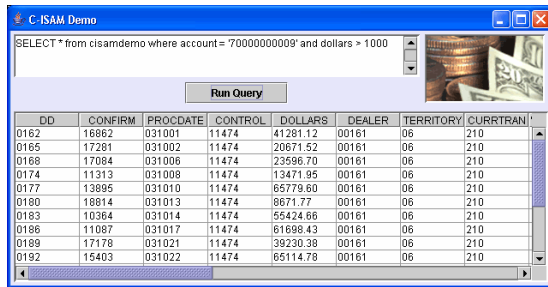 C-ISAM Demo
SELECT * from cisamdemo where account = '70000000009' and dollars > 1000
Run Query
DD CONFIRM PROCDATE CONTROL DOLLARS DEALER TERRITORY CURRTRAN
0162 16862 031001 11474 41281.12 00161 06 210
0165 17281 031002 11474 20671.52 00161 06 210
0168 17084 031006 11474 23596.70 00161 06 210
0174 11313 031008 11474 13471.95 00161 06 210
0177 13895 031010 11474 65779.60 00161 06 210
0180 18814 031013 11474 8671.77 00161 06 210
0183 10364 031014 11474 55424.66 00161 06 210
0186 11087 031017 11474 61698.43 00161 06 210
0189 17178 031021 11474 39230.38 00161 06 210
0192 15403 031022 11474 65114.78 00161 06 210